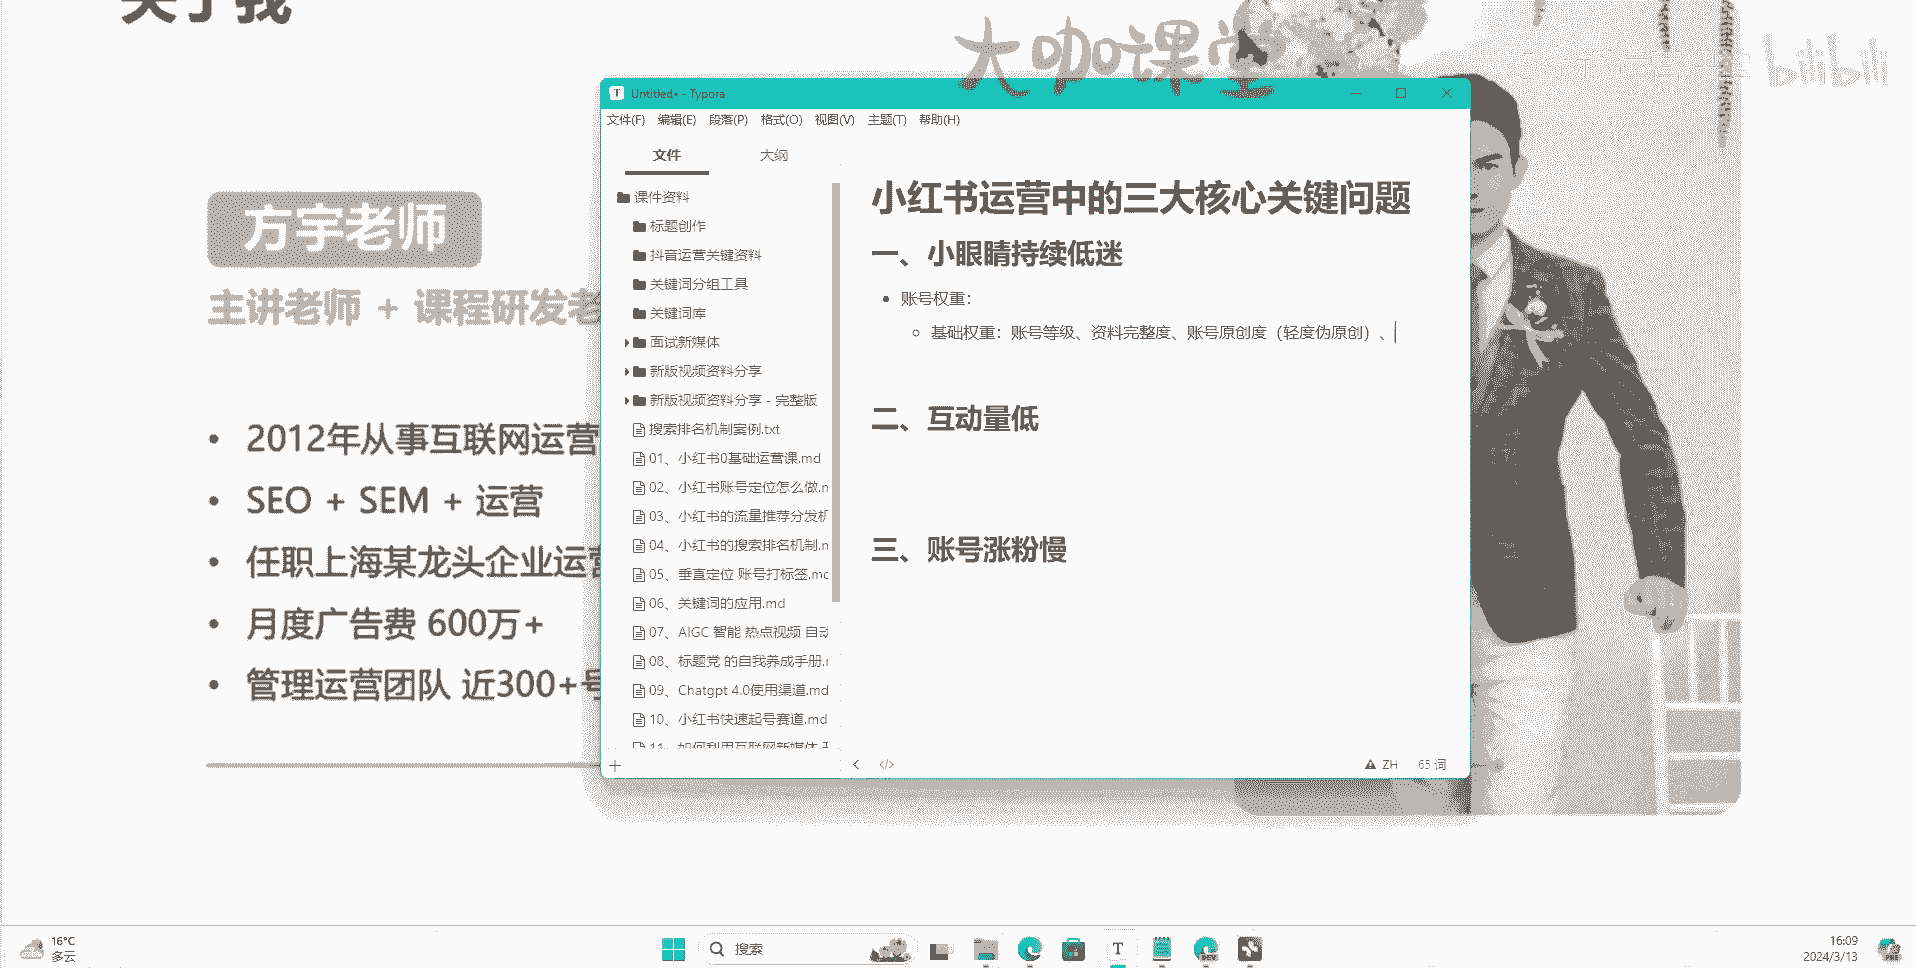 关于我
大咖课堂
bilibili
方宇老师
主讲老师 + 课程研发老
2012年从事互联网运营
SEO + SEM + 运营
任职上海某龙头企业运营
月度广告费 600万+
管理运营团队 近300+号
Untitled• - Typora
文件(F) 编辑(E) 段落(P) 格式(O) 视图(V) 主题(T) 帮助(H)
文件 大纲
课件资料
标题创作
抖音运营关键资料
关键词分组工具
关键词库
面试新媒体
新版视频资料分享
新版视频资料分享 - 完整版
搜索排名机制案例.txt
01、小红书0基础运营课.md
02、小红书账号定位怎么做.m
03、小红书的流量推荐分发机
04、小红书的搜索排名机制.m
05、垂直定位 账号打标签.md
06、关键词的应用.md
07、AIGC 智能 热点视频 自动
08、标题党 的自我养成手册.m
09、Chatgpt 4.0使用渠道.md
10、小红书快速起号赛道.md
11、如何利用互联网新媒体
小红书运营中的三大核心关键问题
一、小眼睛持续低迷
账号权重：
基础权重：账号等级、资料完整度、账号原创度（轻度伪原创）、
二、互动量低
三、账号涨粉慢
ZH 65 词
16°C
多云
搜索
16:09
2024/3/13